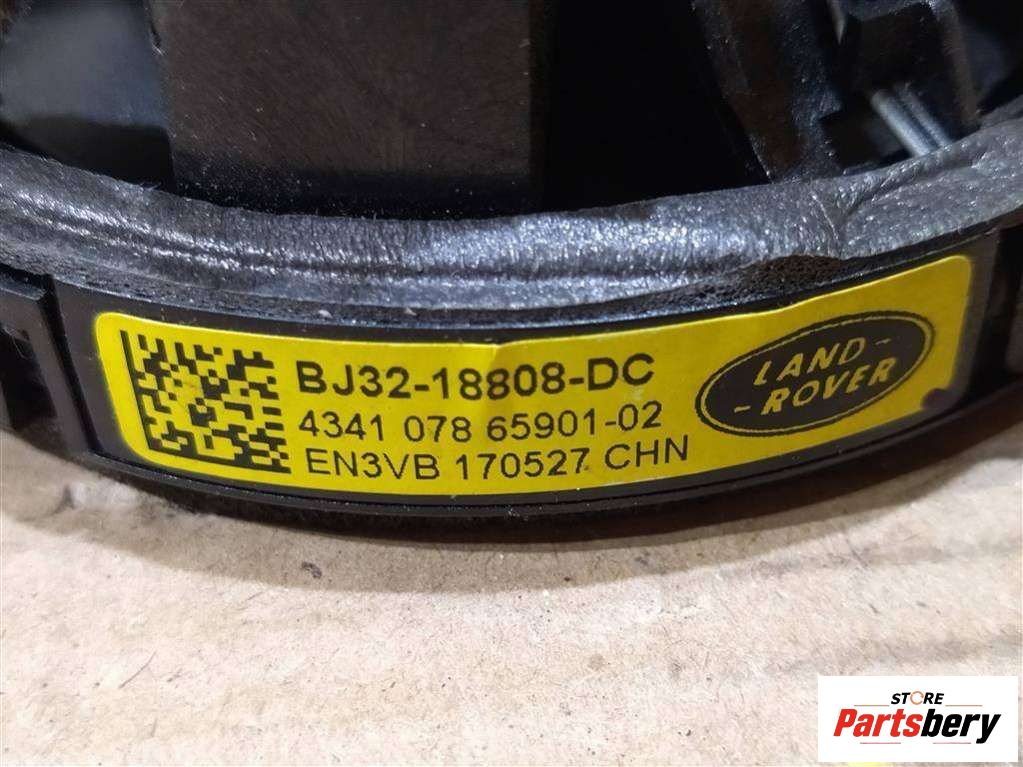 BJ32-18808-DC
4341 078 65901-02
EN3VB 170527 CHN
LAND-
-ROVER
STORE
Partsbery